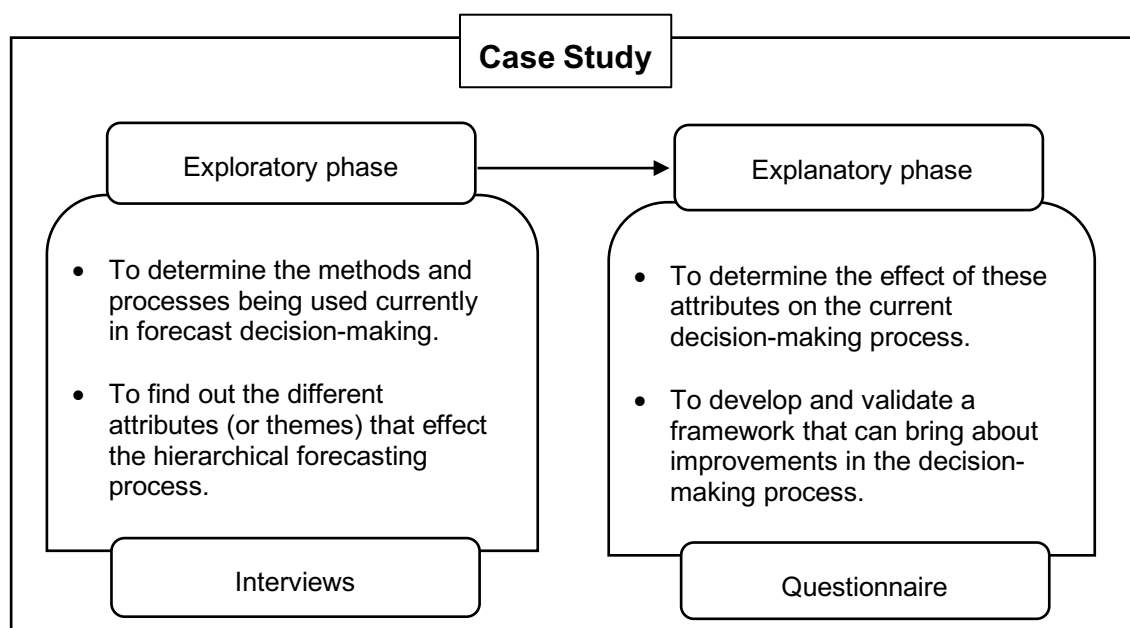 Case Study
Exploratory phase
• To determine the methods and
processes being used currently
in forecast decision-making.
• To find out the different
attributes (or themes) that effect
the hierarchical forecasting
process.
Interviews
Explanatory phase
• To determine the effect of these
attributes on the current
decision-making process.
• To develop and validate a
framework that can bring about
improvements in the decision-
making process.
Questionnaire